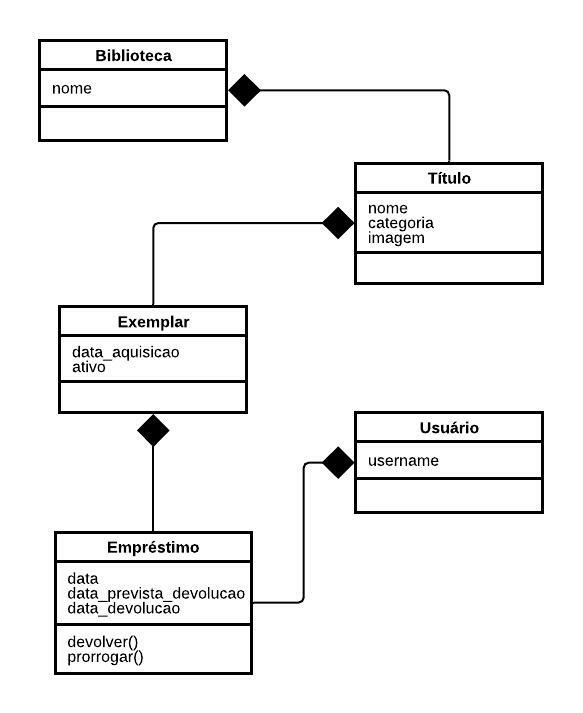 Biblioteca
nome
Título
nome
categoria
imagem
Exemplar
data_aquisicao
ativo
Usuário
username
Empréstimo
data
data_prevista_devolucao
data_devolucao
devolver()
prorrogar()